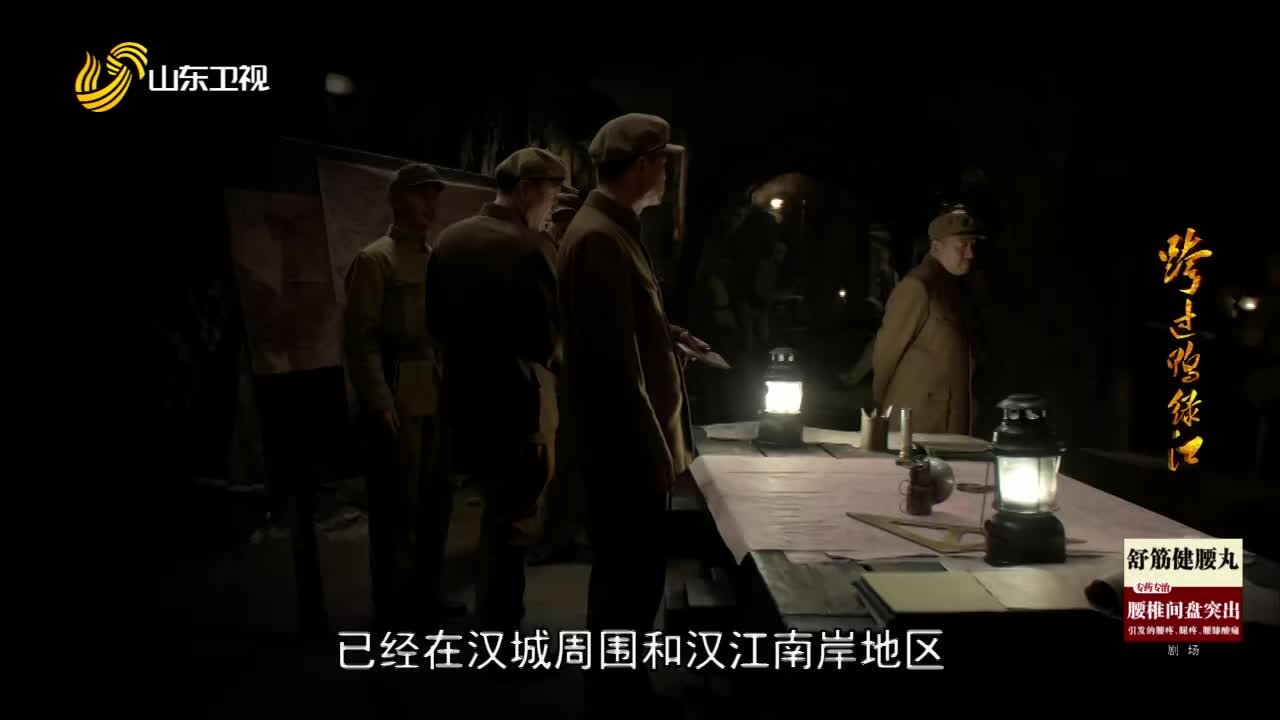 山东卫视
跨过鸭绿江
舒筋健腰丸
专药专治
腰椎间盘突出
引发的腰疼、腿疼、腰膝酸痛
剧场
已经在汉城周围和汉江南岸地区